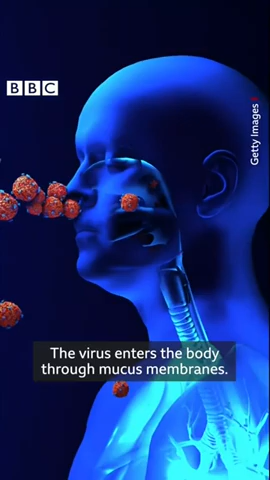 BBC
Getty Images
The virus enters the body
through mucus membranes.